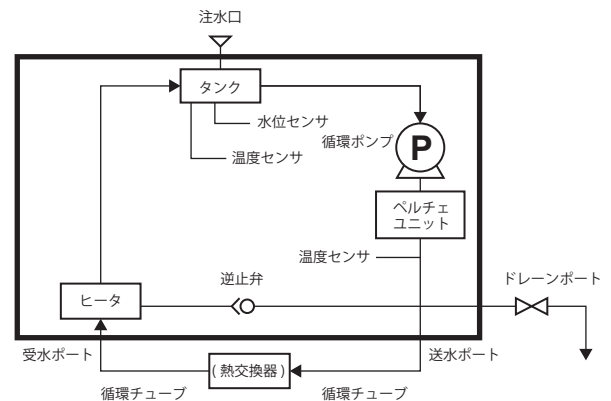 注水口
タンク
水位センサ
温度センサ
循環ポンプ
P
ペルチェ
ユニット
温度センサ
逆止弁
ドレーンポート
ヒータ
受水ポート
送水ポート
( 熱交換器 )
循環チューブ
循環チューブ